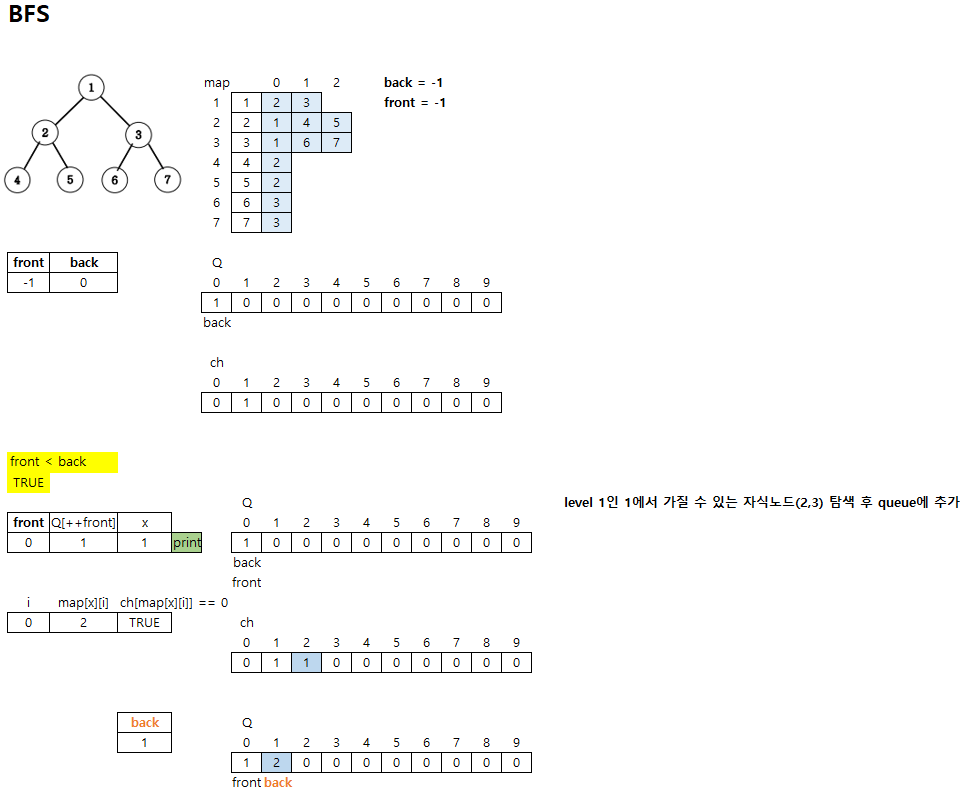 BFS
map 0 1 2 back = -1
1 1 2 3 front = -1
2 2 1 4 5
3 3 1 6 7
4 4 2
5 5 2
6 6 3
7 7 3
1
2 3
4 5 6 7
front back
-1 0
Q
0 1 2 3 4 5 6 7 8 9
1 0 0 0 0 0 0 0 0 0
back
ch
0 1 2 3 4 5 6 7 8 9
0 1 0 0 0 0 0 0 0 0
front < back
TRUE
level 1인 1에서 가질 수 있는 자식노드(2,3) 탐색 후 queue에 추가
front Q[++front] x
0 1 1 print
Q
0 1 2 3 4 5 6 7 8 9
1 0 0 0 0 0 0 0 0 0
back
front
i map[x][i] ch[map[x][i]] == 0
0 2 TRUE
ch
0 1 2 3 4 5 6 7 8 9
0 1 1 0 0 0 0 0 0 0
back
1
Q
0 1 2 3 4 5 6 7 8 9
1 2 0 0 0 0 0 0 0 0
front back